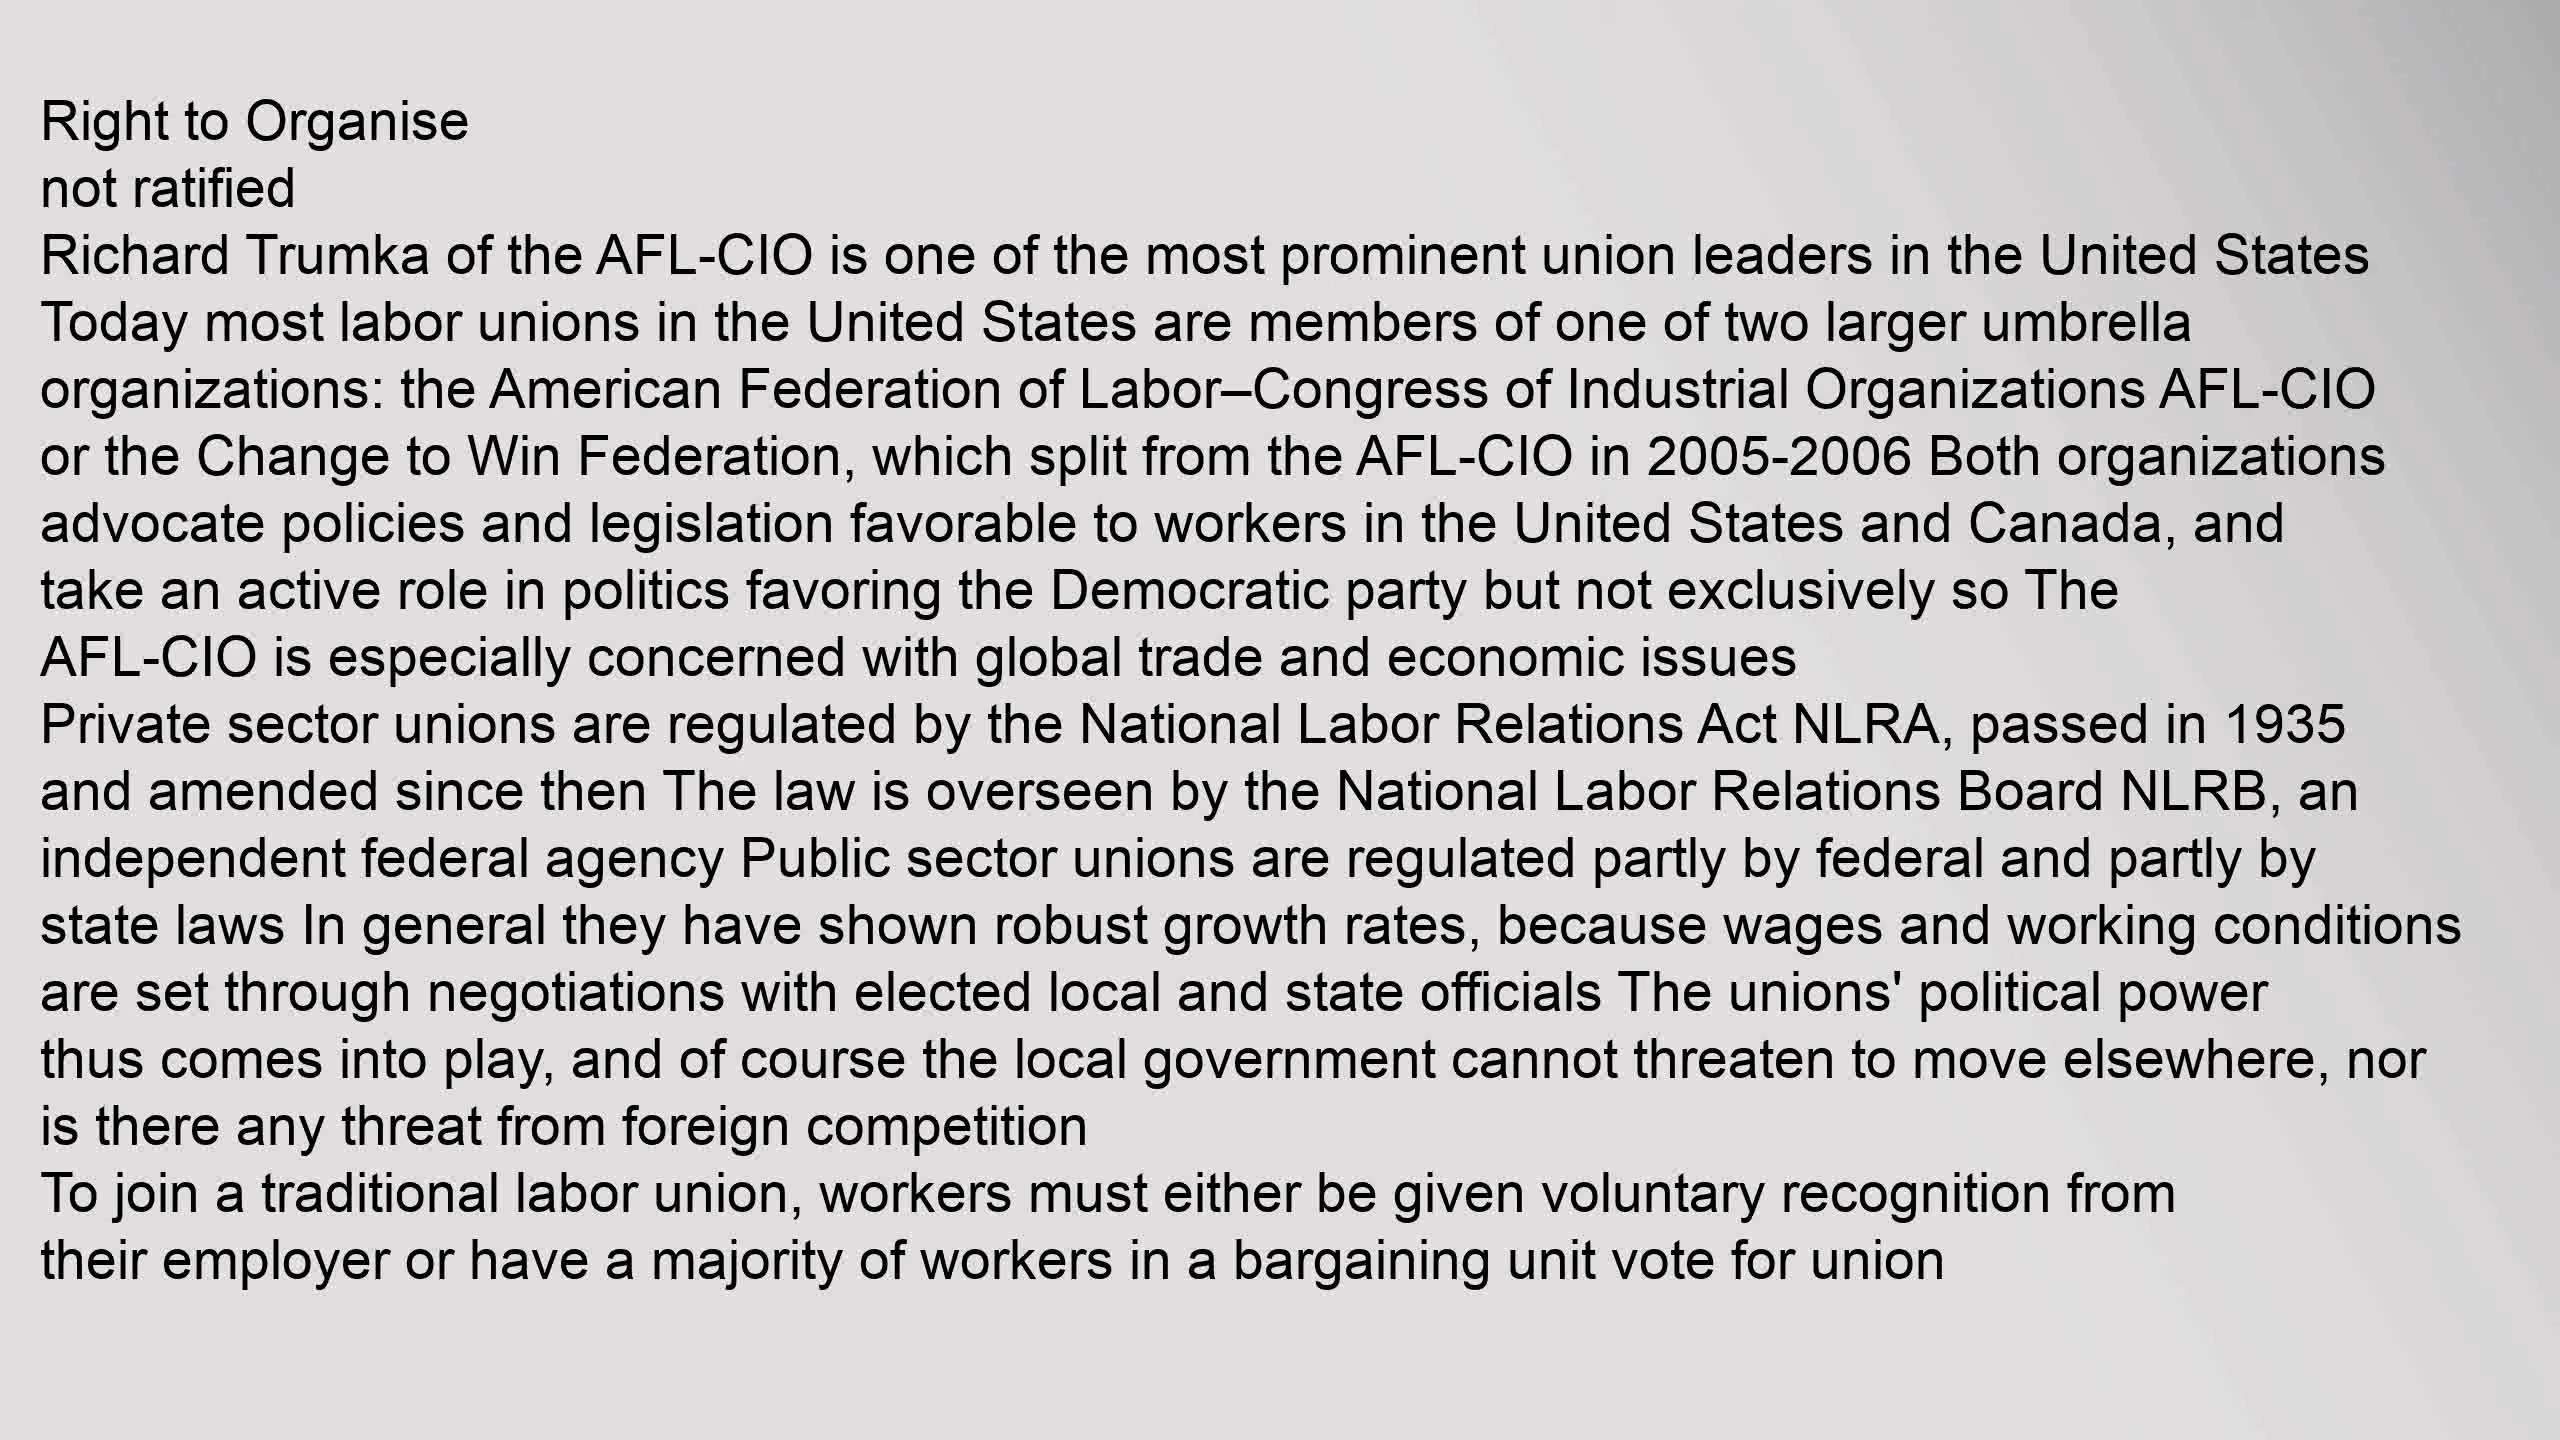 Right to Organise
not ratified
Richard Trumka of the AFL-CIO is one of the most prominent union leaders in the United States
Today most labor unions in the United States are members of one of two larger umbrella
organizations: the American Federation of Labor–Congress of Industrial Organizations AFL-CIO
or the Change to Win Federation, which split from the AFL-CIO in 2005-2006 Both organizations
advocate policies and legislation favorable to workers in the United States and Canada, and
take an active role in politics favoring the Democratic party but not exclusively so The
AFL-CIO is especially concerned with global trade and economic issues
Private sector unions are regulated by the National Labor Relations Act NLRA, passed in 1935
and amended since then The law is overseen by the National Labor Relations Board NLRB, an
independent federal agency Public sector unions are regulated partly by federal and partly by
state laws In general they have shown robust growth rates, because wages and working conditions
are set through negotiations with elected local and state officials The unions' political power
thus comes into play, and of course the local government cannot threaten to move elsewhere, nor
is there any threat from foreign competition
To join a traditional labor union, workers must either be given voluntary recognition from
their employer or have a majority of workers in a bargaining unit vote for union